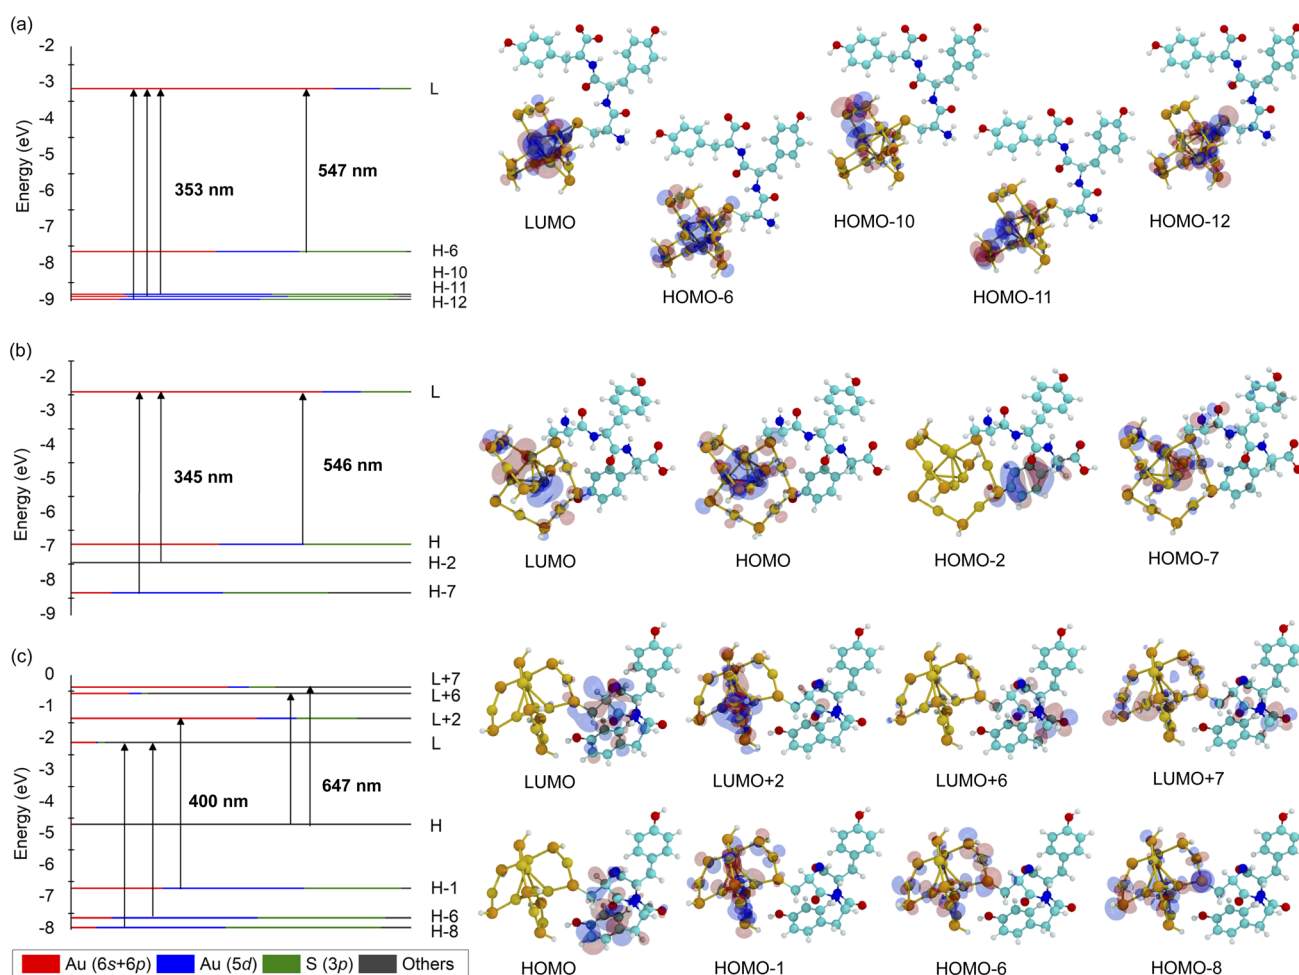 (a)
-2
-3
-4
-5
-6
-7
-8
-9
Energy (eV)
353 nm
547 nm
L
H-6
H-10
H-11
H-12
LUMO
HOMO-6
HOMO-10
HOMO-11
HOMO-12
(b)
-2
-3
-4
-5
-6
-7
-8
-9
Energy (eV)
345 nm
546 nm
L
H
H-2
H-7
LUMO
HOMO
HOMO-2
HOMO-7
(c)
0
-1
-2
-3
-4
-5
-6
-7
-8
Energy (eV)
400 nm
647 nm
L+7
L+6
L+2
L
H
H-1
H-6
H-8
LUMO
LUMO+2
LUMO+6
LUMO+7
HOMO
HOMO-1
HOMO-6
HOMO-8
Au (6s+6p)
Au (5d)
S (3p)
Others